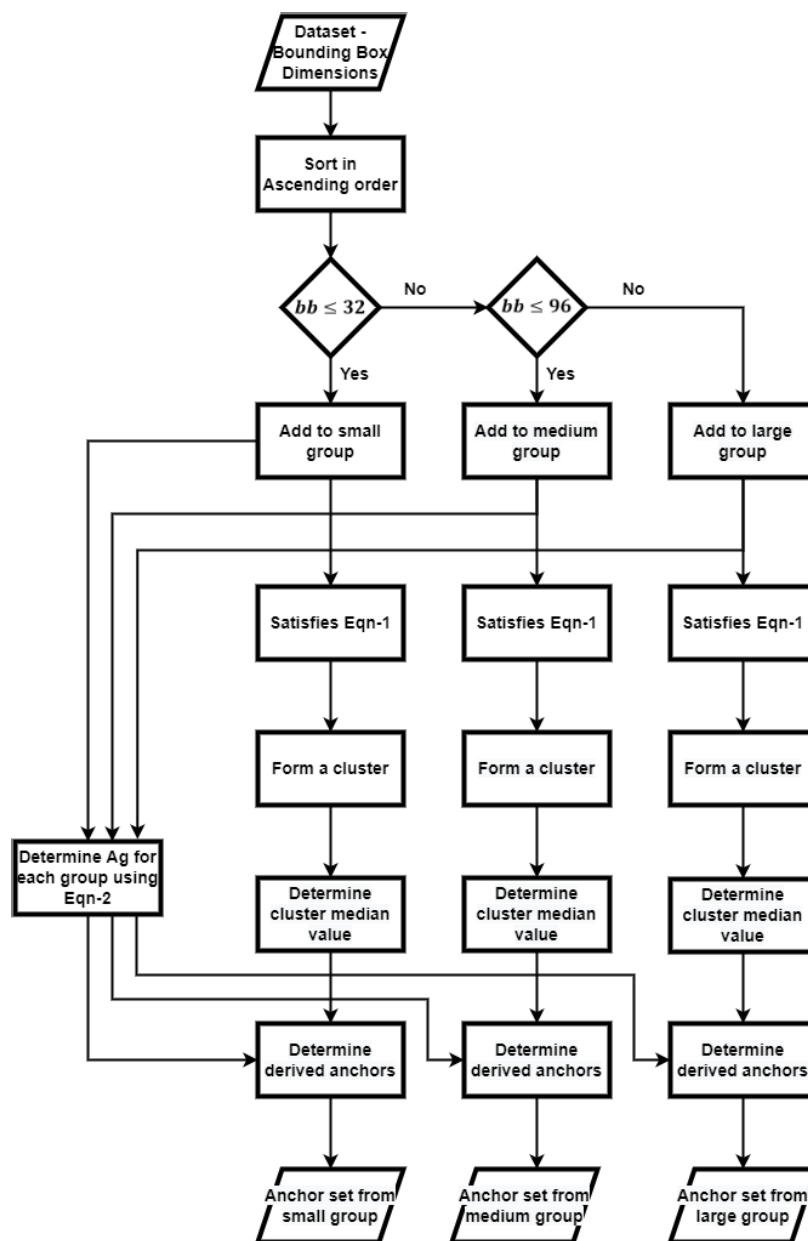 Dataset -
Bounding Box
Dimensions
Sort in
Ascending order
bb ≤ 32
No
bb ≤ 96
No
Yes
Yes
Add to small
group
Add to medium
group
Add to large
group
Satisfies Eqn-1
Satisfies Eqn-1
Satisfies Eqn-1
Form a cluster
Form a cluster
Form a cluster
Determine Ag for
each group using
Eqn-2
Determine
cluster median
value
Determine
cluster median
value
Determine
cluster median
value
Determine
derived anchors
Determine
derived anchors
Determine
derived anchors
Anchor set from
small group
Anchor set from
medium group
Anchor set from
large group